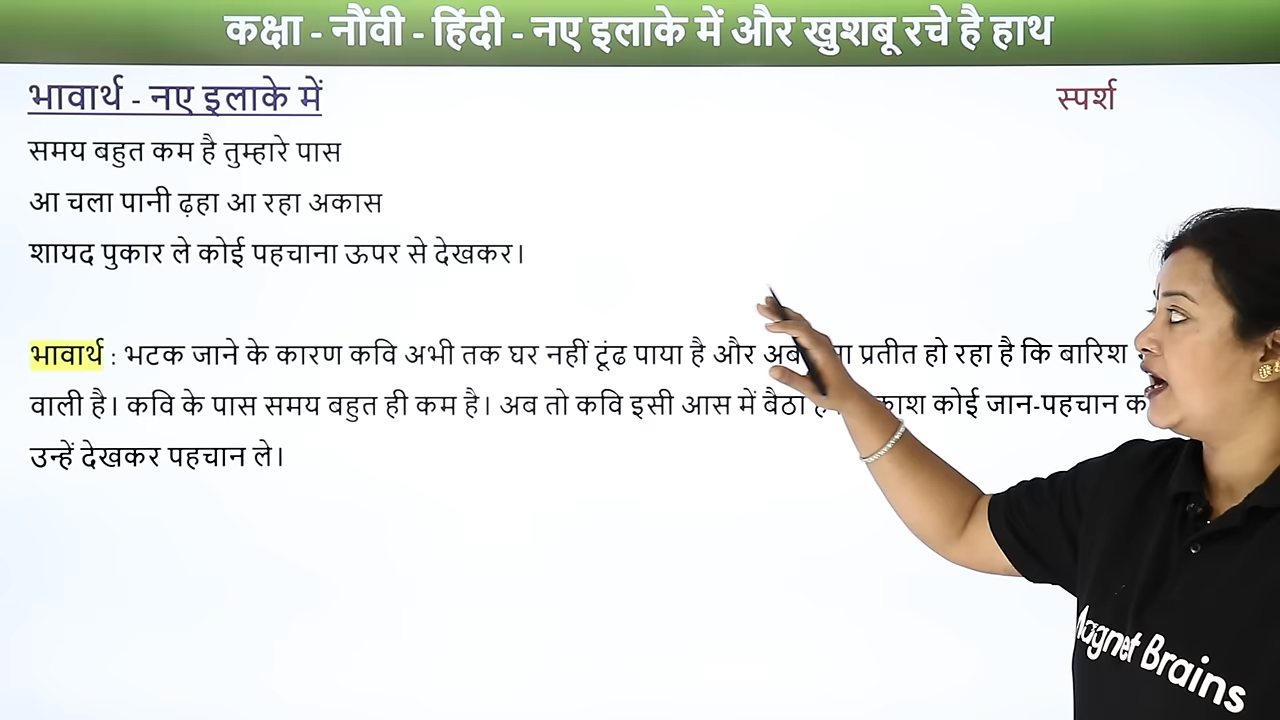 कक्षा - नौंवी - हिंदी - नए इलाके में और खुशबू रचे है हाथ
भावार्थ - नए इलाके में
स्पर्श
समय बहुत कम है तुम्हारे पास
आ चला पानी ढ़हा आ रहा अकास
शायद पुकार ले कोई पहचाना ऊपर से देखकर।
भावार्थ : भटक जाने के कारण कवि अभी तक घर नहीं ढूंढ पाया है और अब प्रतीत हो रहा है कि बारिश
वाली है। कवि के पास समय बहुत ही कम है। अब तो कवि इसी आस में बैठा कोई जान-पहचान
उन्हें देखकर पहचान ले।
Magnet Brains